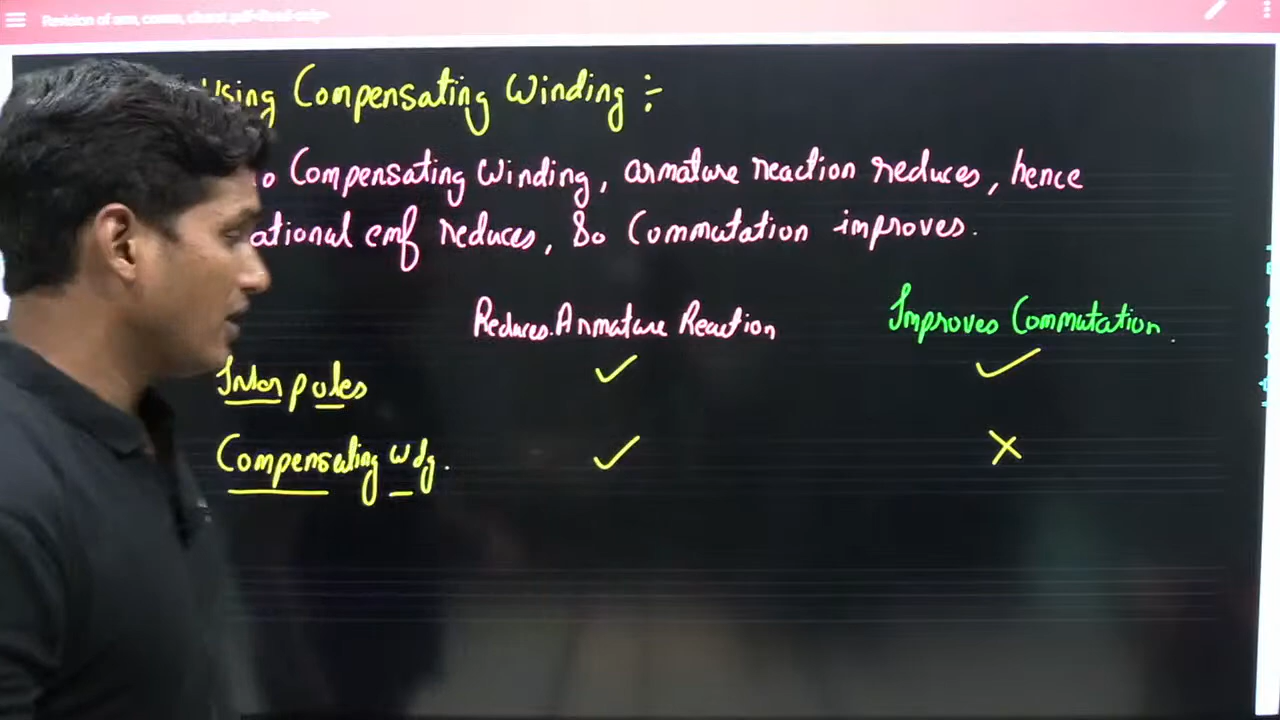 Using Compensating Winding :-
Compensating Winding, armature reaction reduces, hence
ational emf reduces, so Commutation improves.
Reduces Armature Reaction Improves Commutation.
Interpoles ✓ ✓
Compensating wdg. ✓ ✗